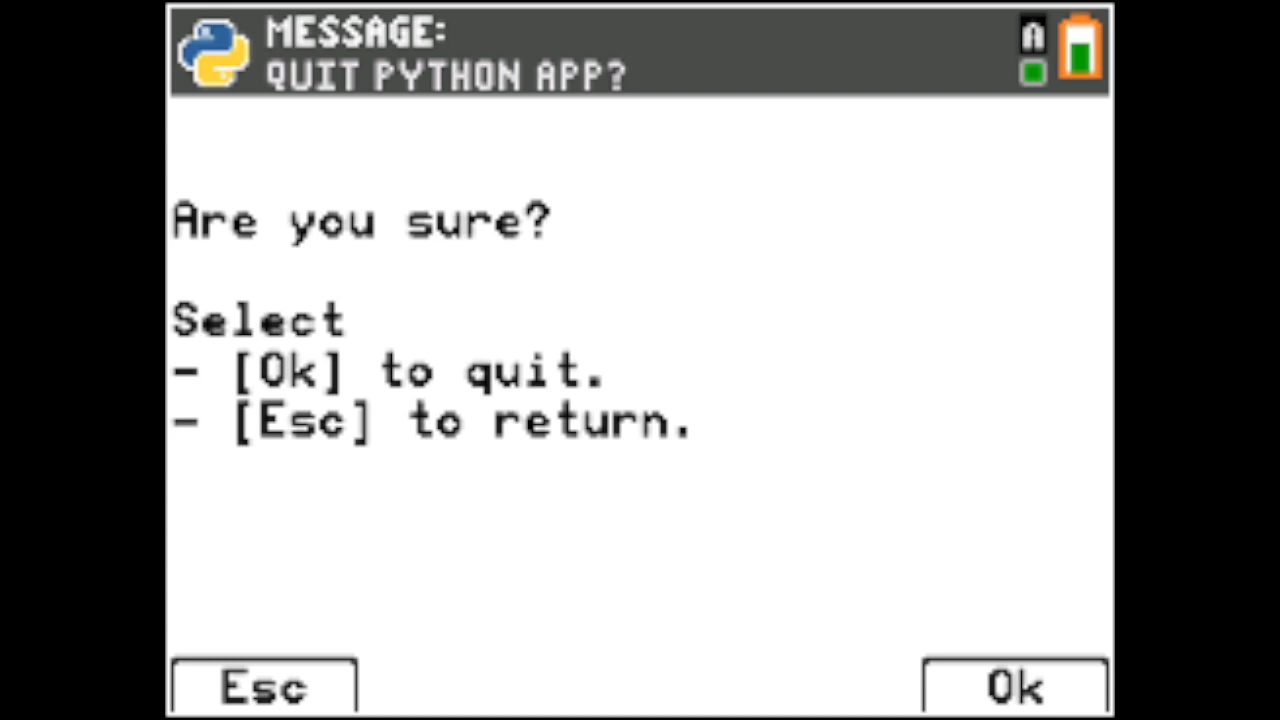 MESSAGE:
QUIT PYTHON APP?
A
Are you sure?
Select
- [Ok] to quit.
- [Esc] to return.
Esc
Ok